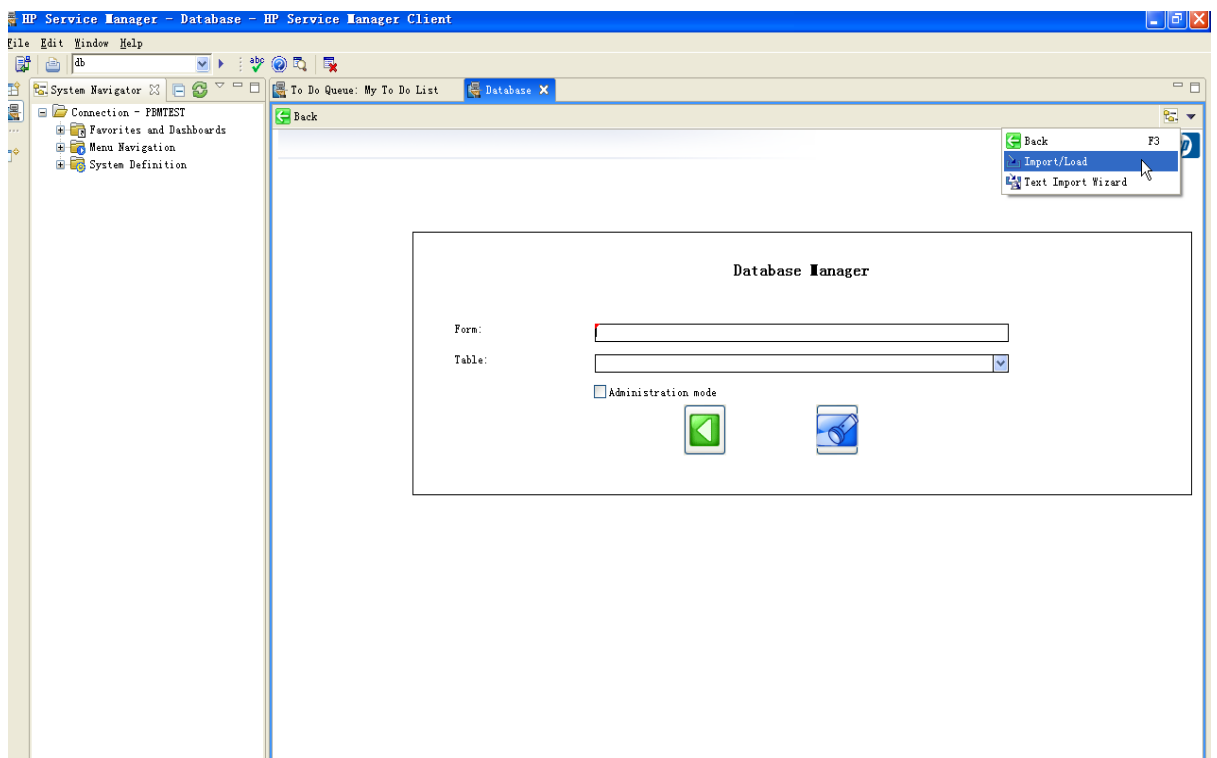 HP Service Manager - Database - HP Service Manager Client
File Edit Window Help
db abc
System Navigator To Do Queue: My To Do List Database
Connection - PBMTEST
Favorites and Dashboards
Menu Navigation
System Definition
Back
Back F3
Import/Load
Text Import Wizard
Database Manager
Form:
Table:
Administration mode